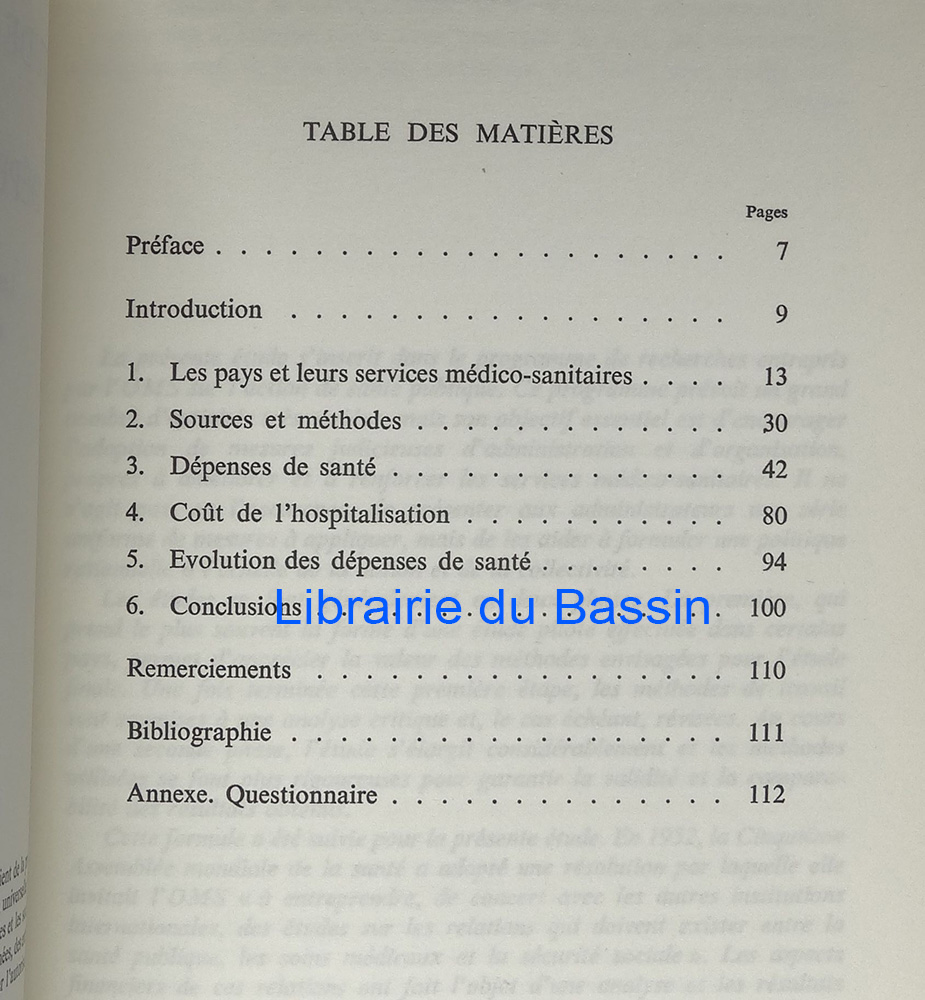 TABLE DES MATIÈRES
Pages
Préface . . . . . . . . . . . . . . . . . . . . . 7
Introduction . . . . . . . . . . . . . . . . . . 9
1. Les pays et leurs services médico-sanitaires . . . . 13
2. Sources et méthodes . . . . . . . . . . . . . 30
3. Dépenses de santé . . . . . . . . . . . . . . 42
4. Coût de l'hospitalisation . . . . . . . . . . . 80
5. Evolution des dépenses de santé . . . . . . . . 94
6. Conclusions . . . . . . . . . . . . . . . . . 100
Librairie du Bassin
Remerciements . . . . . . . . . . . . . . . . . 110
Bibliographie . . . . . . . . . . . . . . . . . . 111
Annexe. Questionnaire . . . . . . . . . . . . . . 112